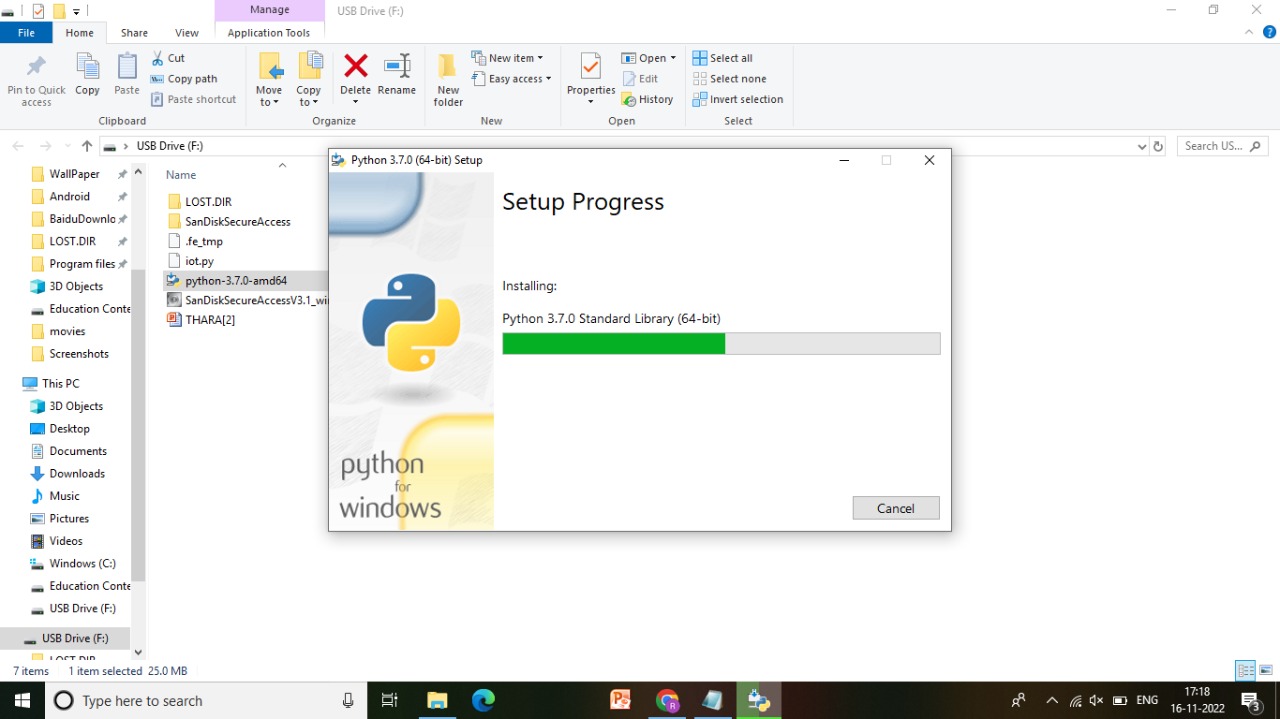 Manage
USB Drive (F:)
File
Home
Share
View
Application Tools
Pin to Quick access
Copy
Paste
Cut
Copy path
Paste shortcut
Move to
Copy to
Delete
Rename
New folder
New item
Easy access
Properties
Open
Edit
History
Select all
Select none
Invert selection
Clipboard
Organize
New
Open
Select
USB Drive (F:)
Search US...
WallPaper
Android
BaiduDownlo
LOST.DIR
Program files
3D Objects
Education Conte
movies
Screenshots
This PC
3D Objects
Desktop
Documents
Downloads
Music
Pictures
Videos
Windows (C:)
Education Conte
USB Drive (F:)
USB Drive (F:)
LOST.DIR
Name
LOST.DIR
SanDiskSecureAccess
.fe_tmp
iot.py
python-3.7.0-amd64
SanDiskSecureAccessV3.1_wi
THARA[2]
Python 3.7.0 (64-bit) Setup
Setup Progress
Installing:
Python 3.7.0 Standard Library (64-bit)
python
for
windows
Cancel
7 items
1 item selected 25.0 MB
Type here to search
R
ENG
17:18
16-11-2022
3